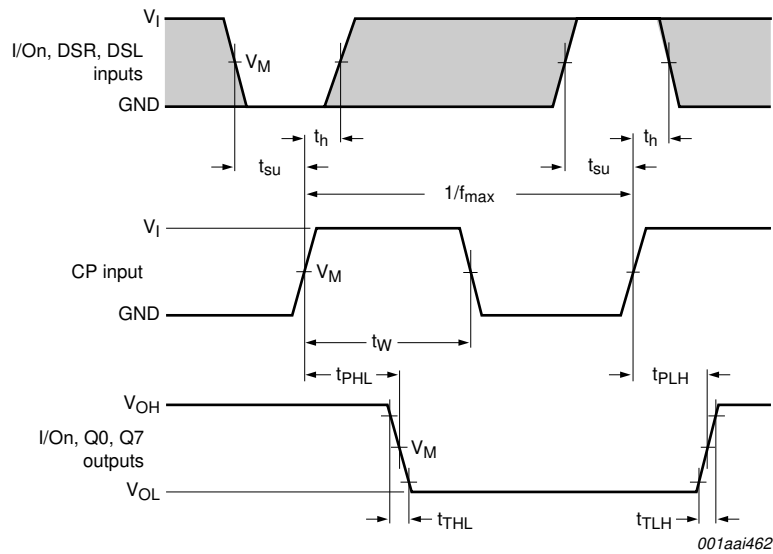 V_I
I/On, DSR, DSL
inputs
V_M
GND
t_h
t_h
t_su
t_su
1/f_max
V_I
CP input
V_M
GND
t_W
t_PHL
t_PLH
V_OH
I/On, Q0, Q7
outputs
V_M
V_OL
t_THL
t_TLH
001aai462